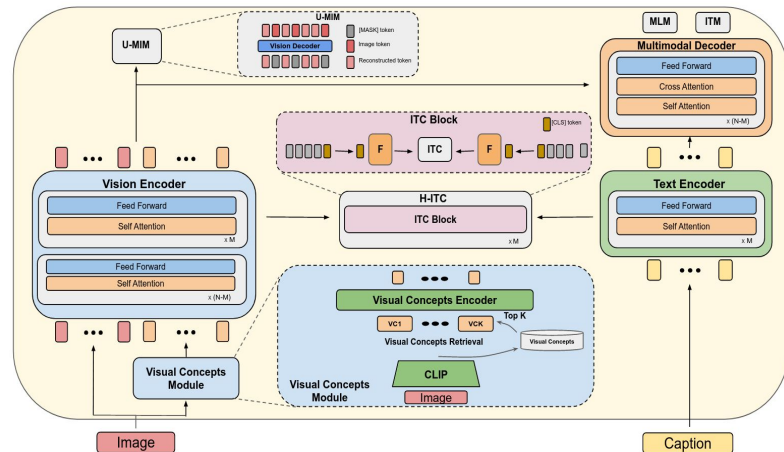 U-MIM
U-MIM
Vision Decoder
[MASK] token
Image token
Reconstructed token
MLM
ITM
Multimodal Decoder
Feed Forward
Cross Attention
Self Attention
x (N-M)
ITC Block
[CLS] token
F
ITC
F
Vision Encoder
Feed Forward
Self Attention
x M
Feed Forward
Self Attention
x (N-M)
H-ITC
ITC Block
x M
Text Encoder
Feed Forward
Self Attention
x M
Visual Concepts
Module
Visual Concepts Encoder
VC1
VCK
Top K
Visual Concepts Retrieval
Visual Concepts
CLIP
Image
Visual Concepts
Module
Image
Caption